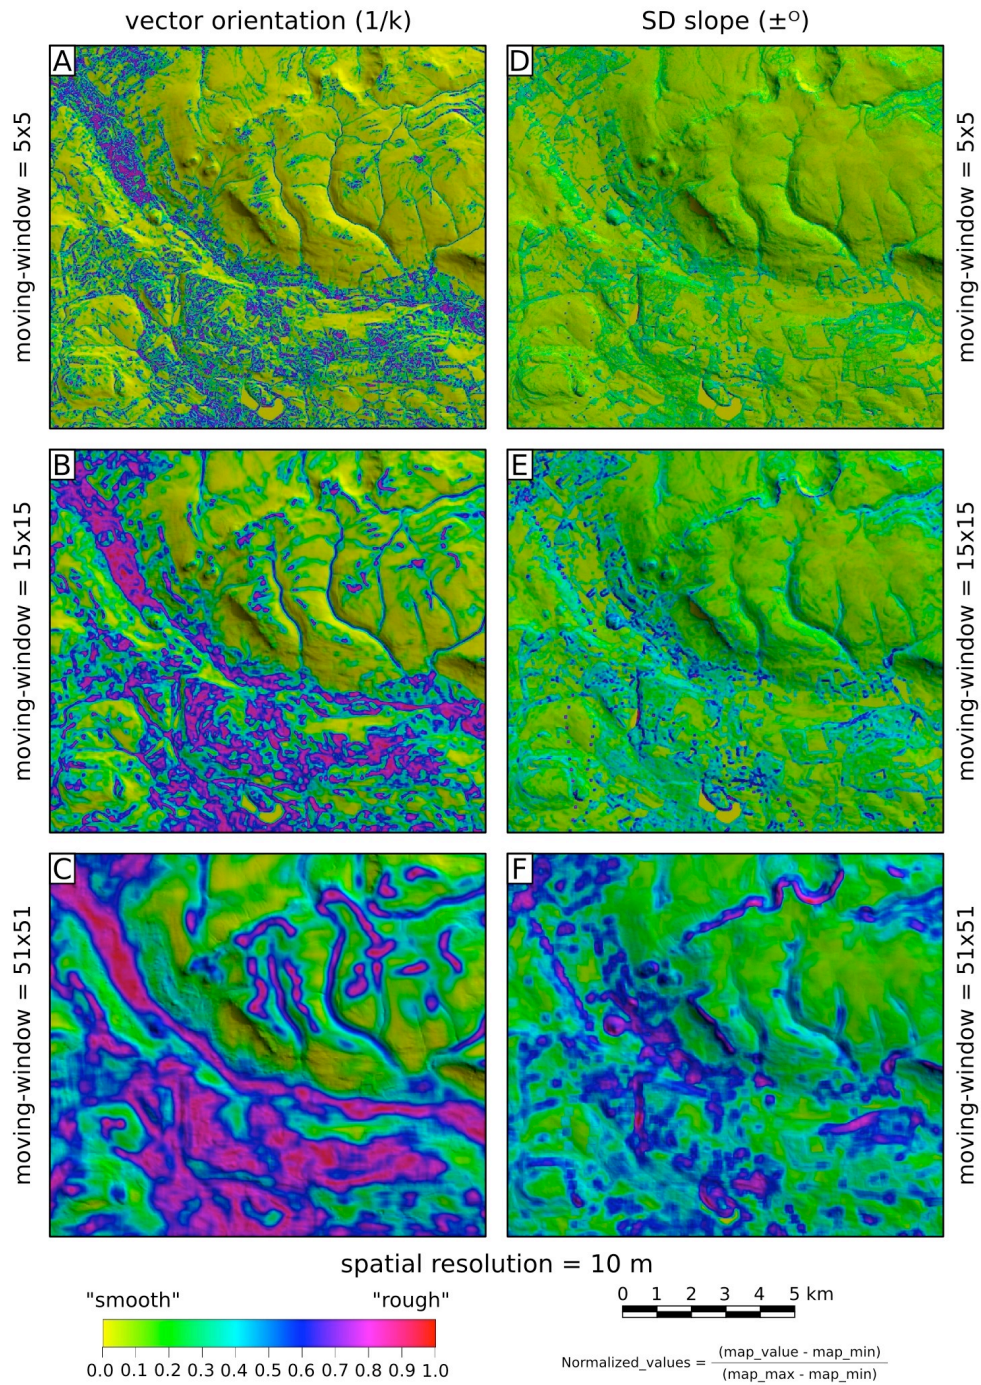 vector orientation (1/k)
SD slope (±°)
A
D
moving-window = 5x5
moving-window = 5x5
B
E
moving-window = 15x15
moving-window = 15x15
C
F
moving-window = 51x51
moving-window = 51x51
spatial resolution = 10 m
"smooth" "rough"
0.0 0.1 0.2 0.3 0.4 0.5 0.6 0.7 0.8 0.9 1.0
0 1 2 3 4 5 km
Normalized_values = (map_value - map_min)
(map_max - map_min)